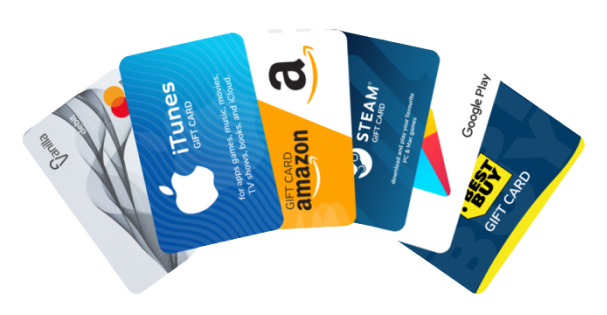 Vanilla
debit
iTunes
GIFT CARD
for apps games, music, movies,
TV shows, books, and iCloud.
a
GIFT CARD
amazon
STEAM®
GIFT CARD
download and play your favourite
PC & Mac games
Google Play
BEST
BUY
GIFT CARD